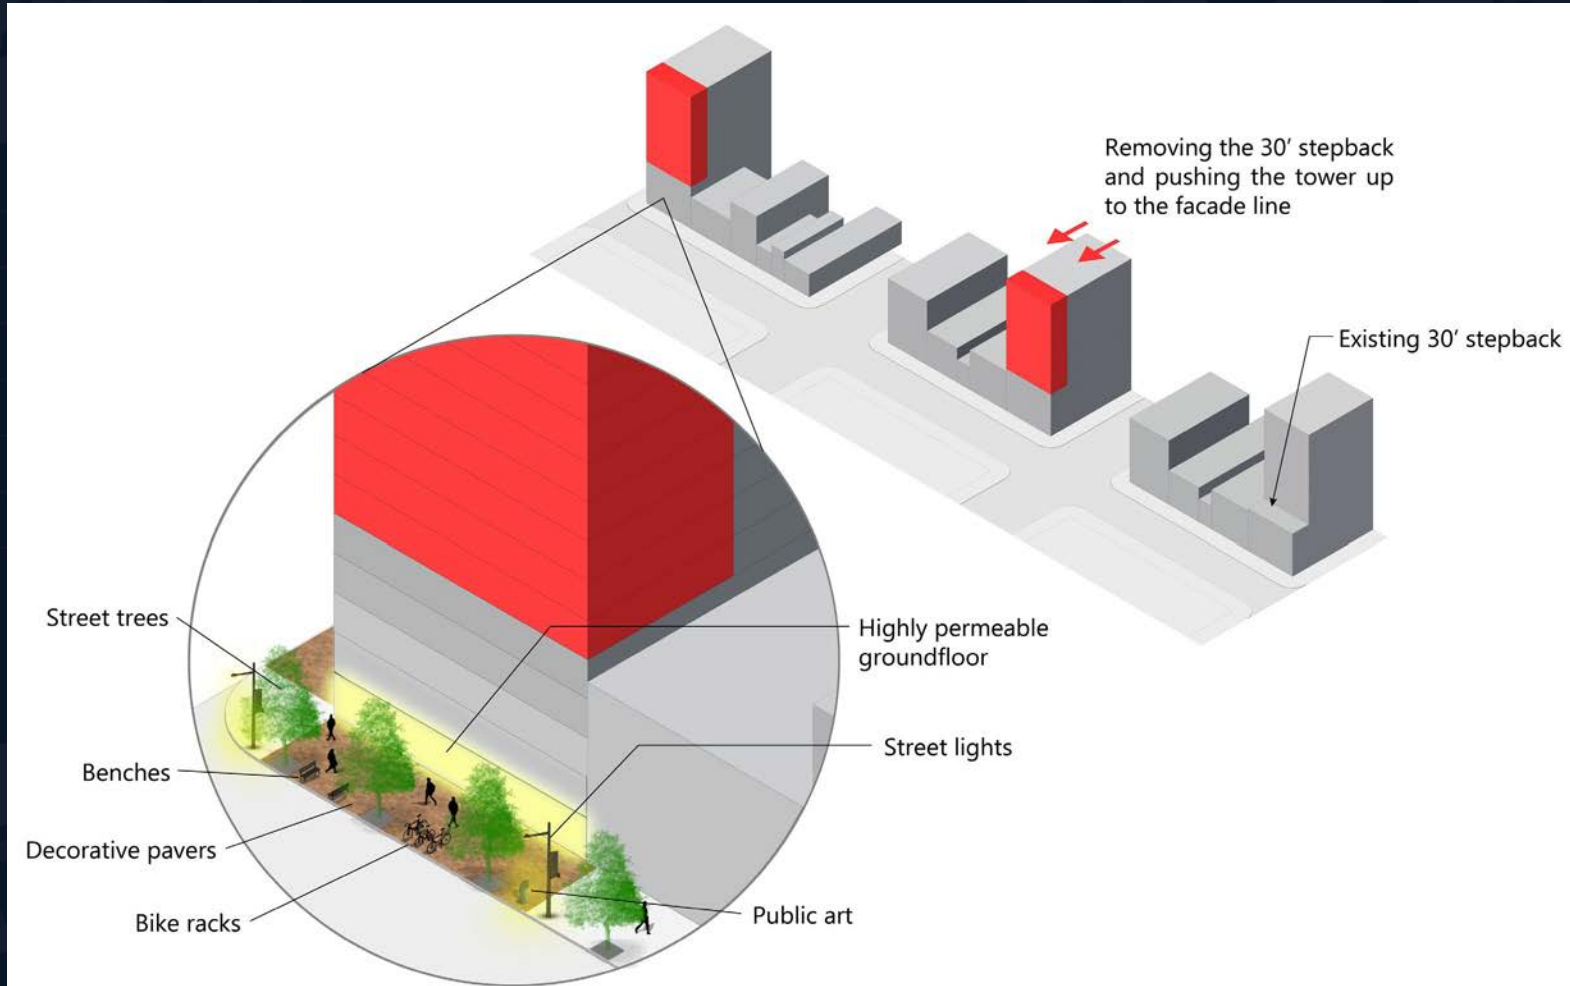 Removing the 30' stepback
and pushing the tower up
to the facade line
Existing 30' stepback
Street trees
Highly permeable
groundfloor
Street lights
Benches
Decorative pavers
Bike racks
Public art